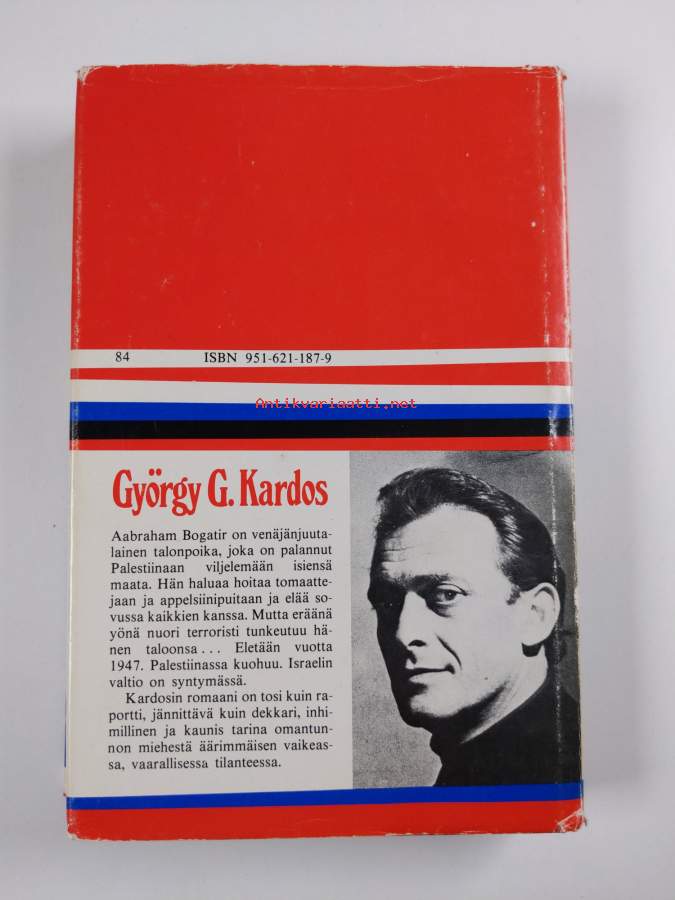 84 ISBN 951-621-187-9
Antikvariaatti.net
György G. Kardos
Aabraham Bogatir on venäjänjuuta-
lainen talonpoika, joka on palannut
Palestiinaan viljelemään isiensä
maata. Hän haluaa hoitaa tomaatte-
jaan ja appelsiinipuitaan ja elää so-
vussa kaikkien kanssa. Mutta eräänä
yönä nuori terroristi tunkeutuu hä-
nen taloonsa... Eletään vuotta
1947. Palestiinassa kuohuu. Israelin
valtio on syntymässä.
Kardosin romaani on tosi kuin ra-
portti, jännittävä kuin dekkari, inhi-
millinen ja kaunis tarina omantun-
non miehestä äärimmäisen vaikeas-
sa, vaarallisessa tilanteessa.